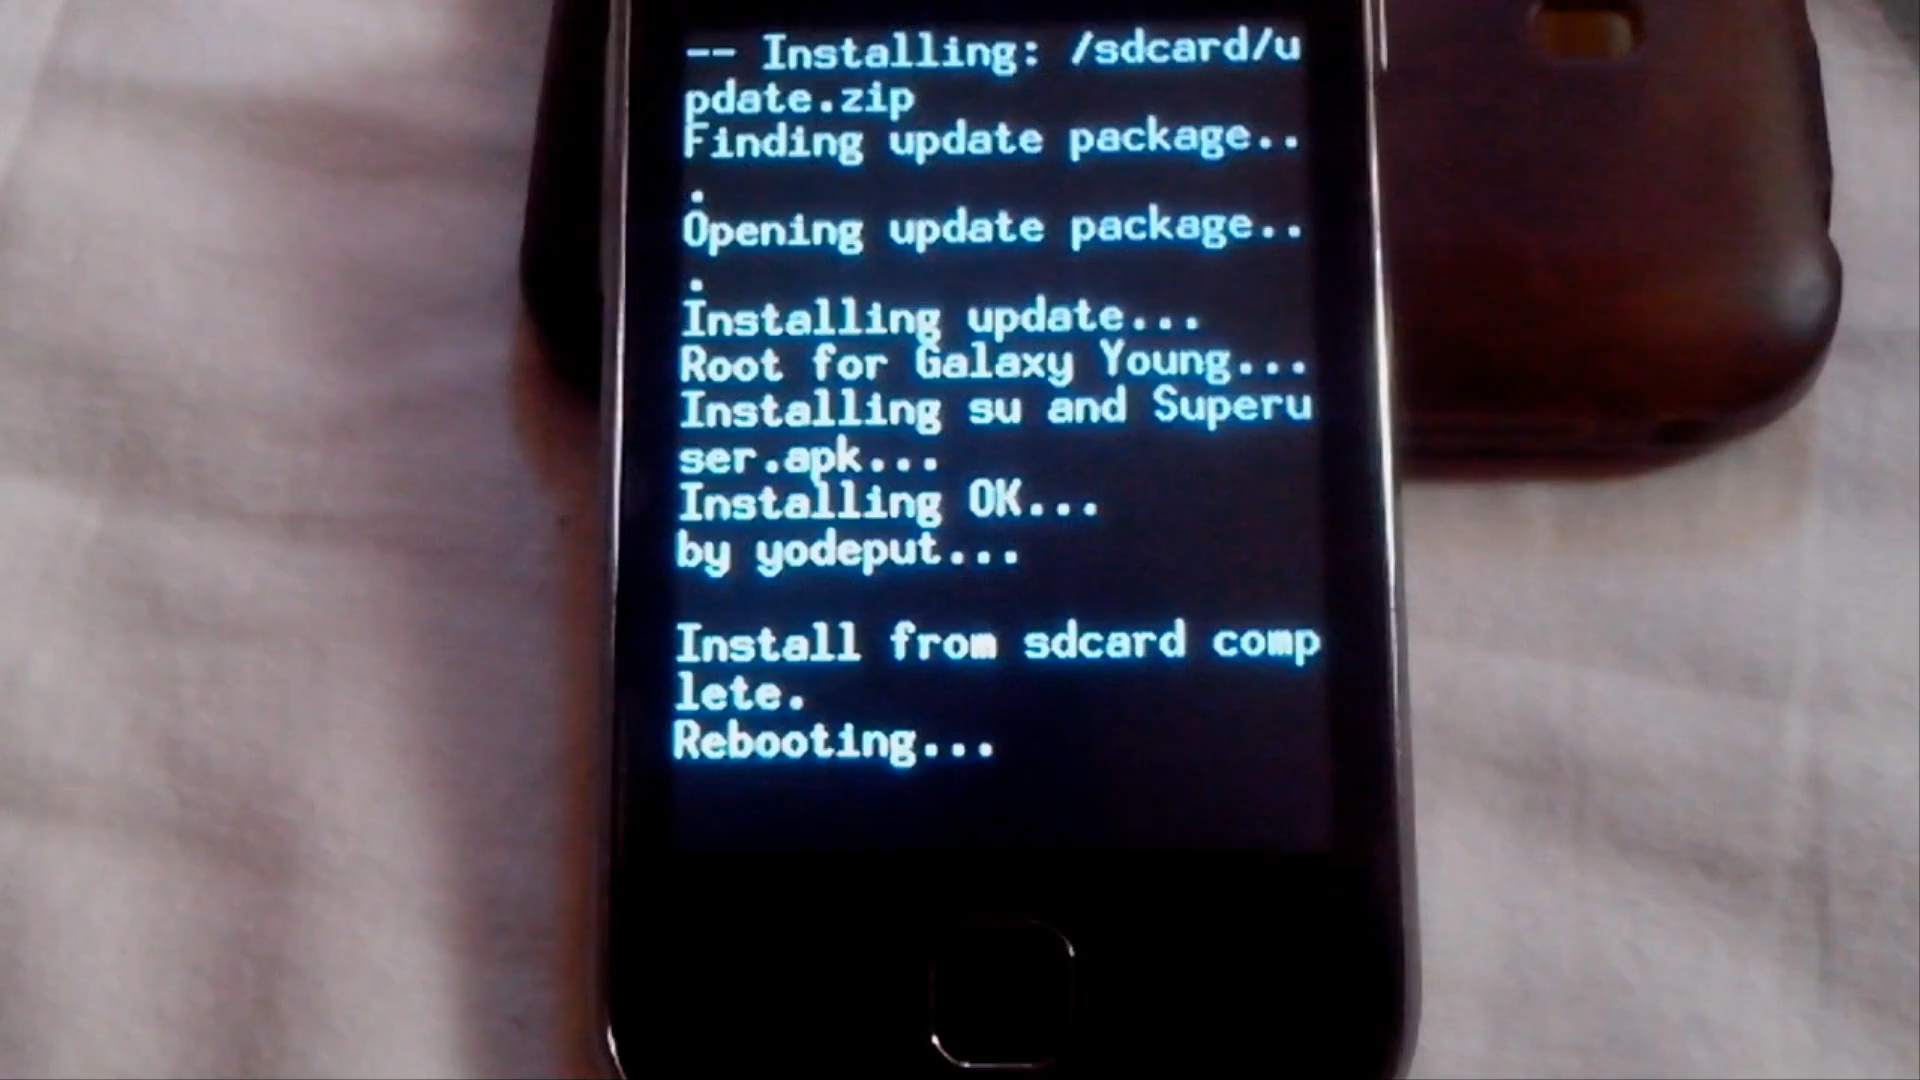 -- Installing: /sdcard/u
pdate.zip
Finding update package..
.
Opening update package..
.
Installing update...
Root for Galaxy Young...
Installing su and Superu
ser.apk...
Installing OK...
by yodeput...
Install from sdcard comp
lete.
Rebooting...